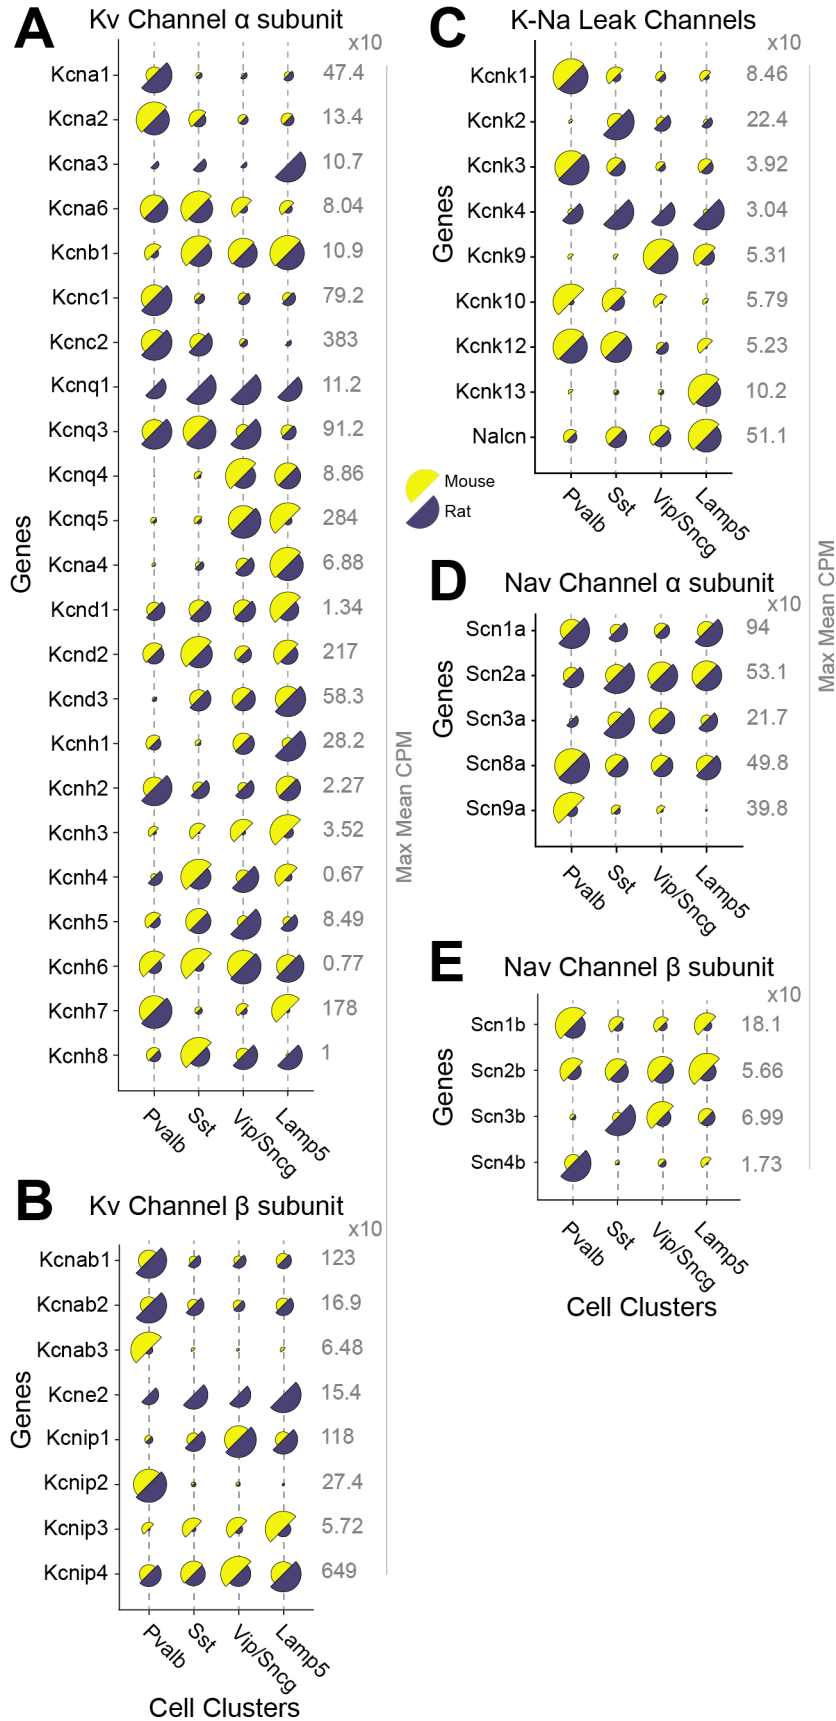 A
Kv Channel α subunit
x10
Kcna1 47.4
Kcna2 13.4
Kcna3 10.7
Kcna6 8.04
Kcnb1 10.9
Kcnc1 79.2
Kcnc2 383
Kcnq1 11.2
Kcnq3 91.2
Kcnq4 8.86
Kcnq5 284
Kcna4 6.88
Kcnd1 1.34
Kcnd2 217
Kcnd3 58.3
Kcnh1 28.2
Kcnh2 2.27
Kcnh3 3.52
Kcnh4 0.67
Kcnh5 8.49
Kcnh6 0.77
Kcnh7 178
Kcnh8 1
Genes
Max Mean CPM
Pvalb Sst Vip/Sncg Lamp5
B
Kv Channel β subunit
x10
Kcnab1 123
Kcnab2 16.9
Kcnab3 6.48
Kcne2 15.4
Kcnip1 118
Kcnip2 27.4
Kcnip3 5.72
Kcnip4 649
Genes
Pvalb Sst Vip/Sncg Lamp5
Cell Clusters
C
K-Na Leak Channels
x10
Kcnk1 8.46
Kcnk2 22.4
Kcnk3 3.92
Kcnk4 3.04
Kcnk9 5.31
Kcnk10 5.79
Kcnk12 5.23
Kcnk13 10.2
Nalcn 51.1
Genes
Pvalb Sst Vip/Sncg Lamp5
Mouse
Rat
Max Mean CPM
D
Nav Channel α subunit
x10
Scn1a 94
Scn2a 53.1
Scn3a 21.7
Scn8a 49.8
Scn9a 39.8
Genes
Pvalb Sst Vip/Sncg Lamp5
E
Nav Channel β subunit
x10
Scn1b 18.1
Scn2b 5.66
Scn3b 6.99
Scn4b 1.73
Genes
Pvalb Sst Vip/Sncg Lamp5
Cell Clusters